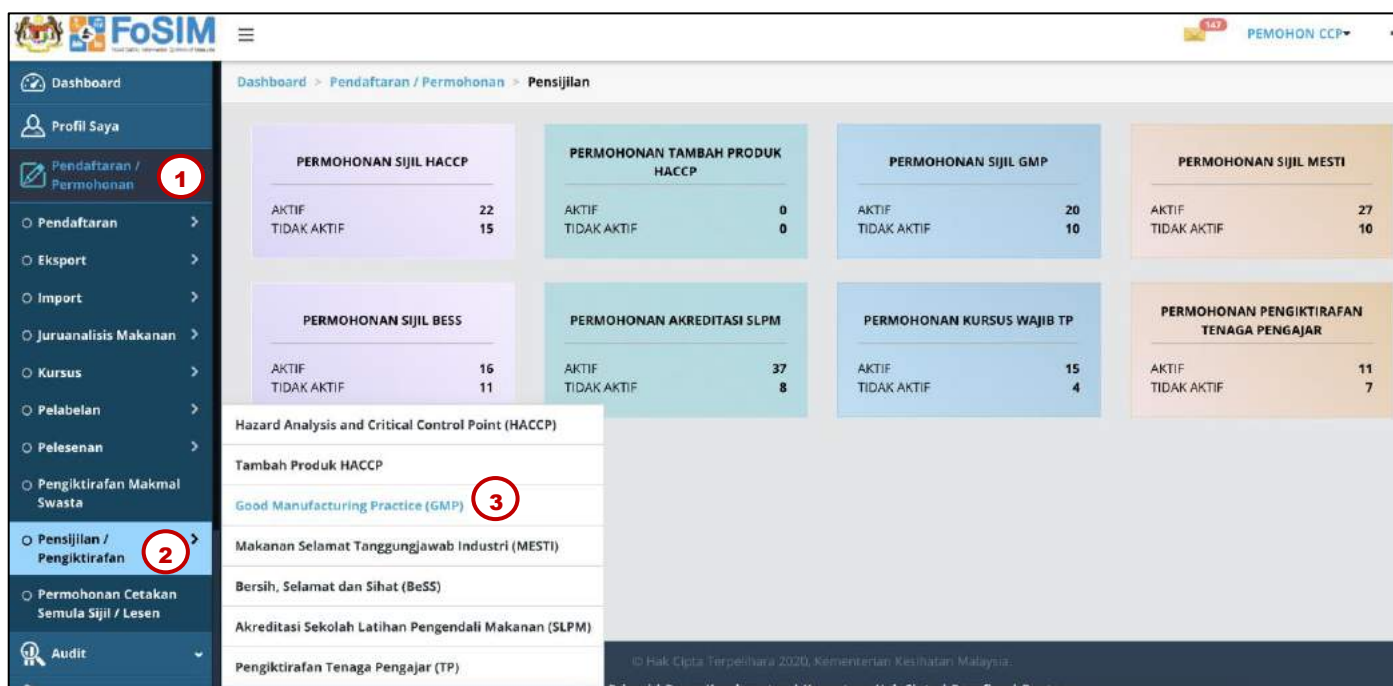 FoSIM
147
PEMOHON CCP
Dashboard
Profil Saya
Pendaftaran /
Permohonan
1
Pendaftaran
Eksport
Import
Juruanalisis Makanan
Kursus
Pelabelan
Pelesenan
Pengiktirafan Makmal
Swasta
Pensijilan /
Pengiktirafan
2
Permohonan Cetakan
Semula Sijil / Lesen
Audit
Dashboard > Pendaftaran / Permohonan > Pensijilan
PERMOHONAN SIJIL HACCP
AKTIF 22
TIDAK AKTIF 15
PERMOHONAN TAMBAH PRODUK
HACCP
AKTIF 0
TIDAK AKTIF 0
PERMOHONAN SIJIL GMP
AKTIF 20
TIDAK AKTIF 10
PERMOHONAN SIJIL MESTI
AKTIF 27
TIDAK AKTIF 10
PERMOHONAN SIJIL BESS
AKTIF 16
TIDAK AKTIF 11
PERMOHONAN AKREDITASI SLPM
AKTIF 37
TIDAK AKTIF 8
PERMOHONAN KURSUS WAJIB TP
AKTIF 15
TIDAK AKTIF 4
PERMOHONAN PENGIKTIRAFAN
TENAGA PENGAJAR
AKTIF 11
TIDAK AKTIF 7
Hazard Analysis and Critical Control Point (HACCP)
Tambah Produk HACCP
Good Manufacturing Practice (GMP)
3
Makanan Selamat Tanggungjawab Industri (MESTI)
Bersih, Selamat dan Sihat (BeSS)
Akreditasi Sekolah Latihan Pengendali Makanan (SLPM)
Pengiktirafan Tenaga Pengajar (TP)
© Hak Cipta Terpelihara 2020, Kementerian Kesihatan Malaysia.